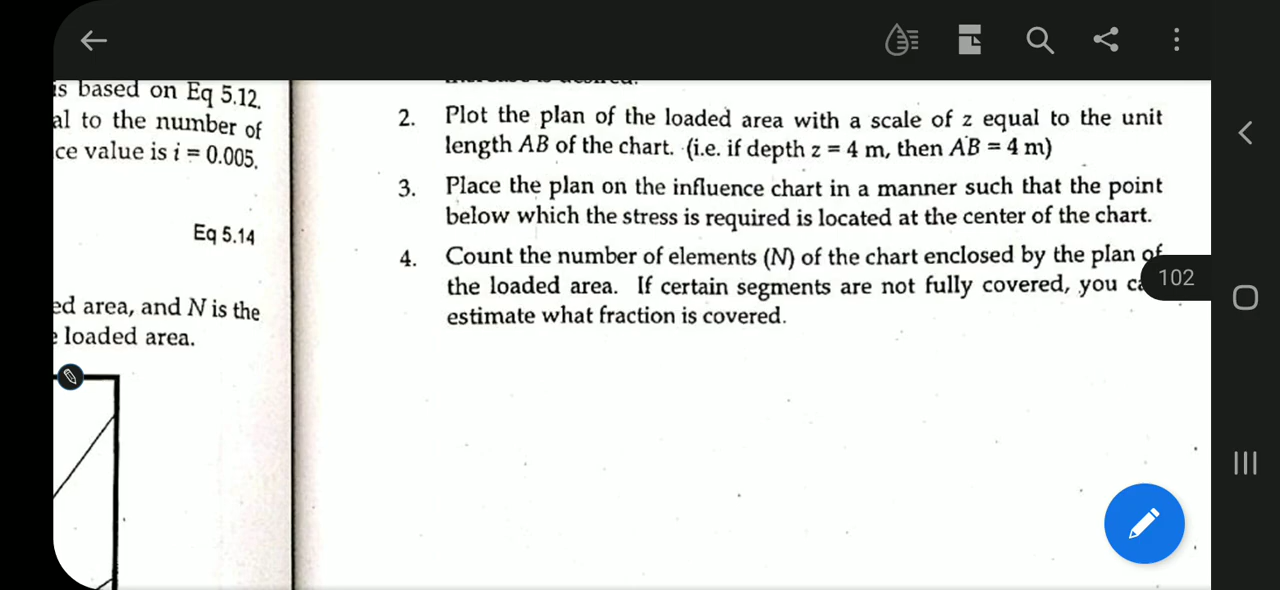 is based on Eq 5.12.
al to the number of
ce value is i = 0.005.
Eq 5.14
ed area, and N is the
loaded area.
2. Plot the plan of the loaded area with a scale of z equal to the unit
length AB of the chart. (i.e. if depth z = 4 m, then AB = 4 m)
3. Place the plan on the influence chart in a manner such that the point
below which the stress is required is located at the center of the chart.
4. Count the number of elements (N) of the chart enclosed by the plan of
the loaded area. If certain segments are not fully covered, you ca
estimate what fraction is covered.
102